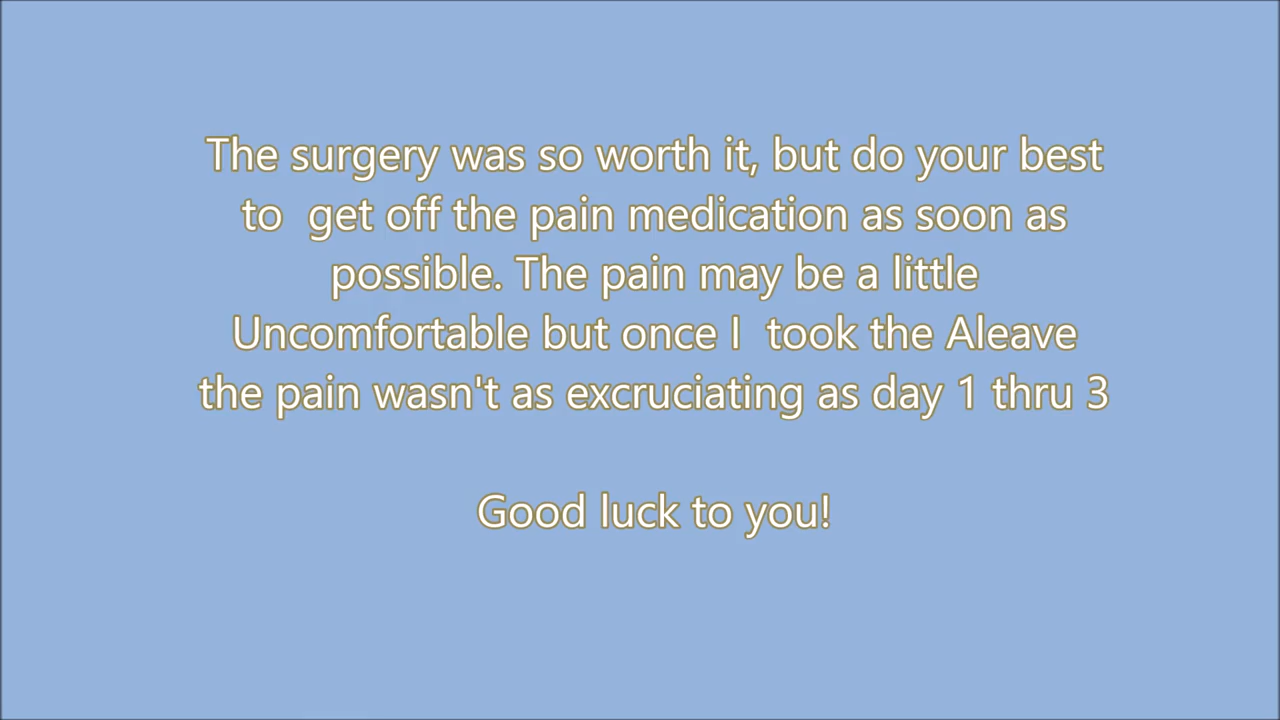 The surgery was so worth it, but do your best
to  get off the pain medication as soon as
possible. The pain may be a little
Uncomfortable but once I  took the Aleave
the pain wasn't as excruciating as day 1 thru 3
Good luck to you!